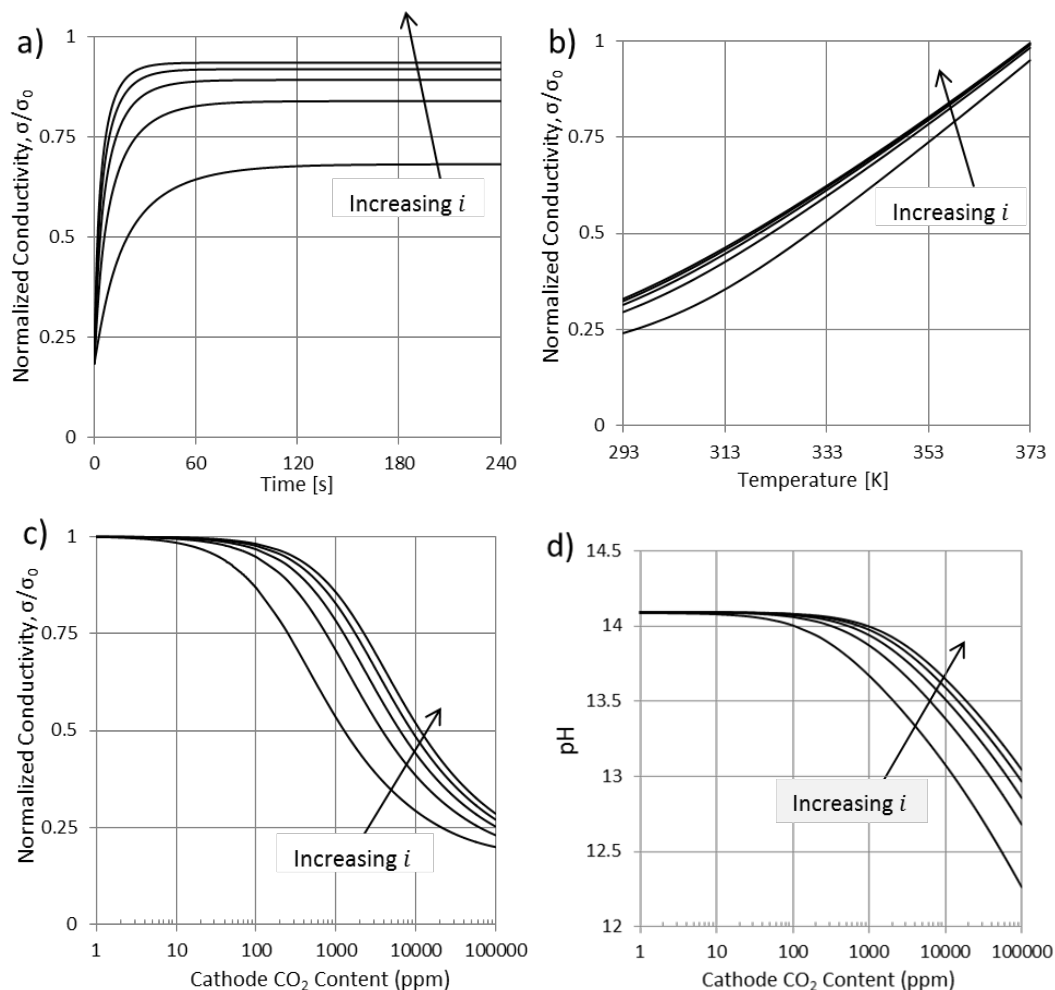 a)
Normalized Conductivity, σ/σ₀
1
0.75
0.5
0.25
0
0 60 120 180 240
Time [s]
Increasing i
b)
Normalized Conductivity, σ/σ₀
1
0.75
0.5
0.25
0
293 313 333 353 373
Temperature [K]
Increasing i
c)
Normalized Conductivity, σ/σ₀
1
0.75
0.5
0.25
0
1 10 100 1000 10000 100000
Cathode CO₂ Content (ppm)
Increasing i
d)
pH
14.5
14
13.5
13
12.5
12
1 10 100 1000 10000 100000
Cathode CO₂ Content (ppm)
Increasing i